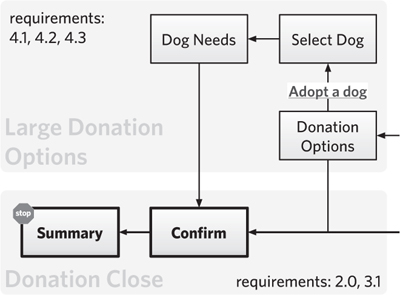 requirements:
4.1, 4.2, 4.3
Dog Needs
Select Dog
Adopt a dog
Large Donation
Options
Donation
Options
stop
Summary
Confirm
Donation Close
requirements: 2.0, 3.1